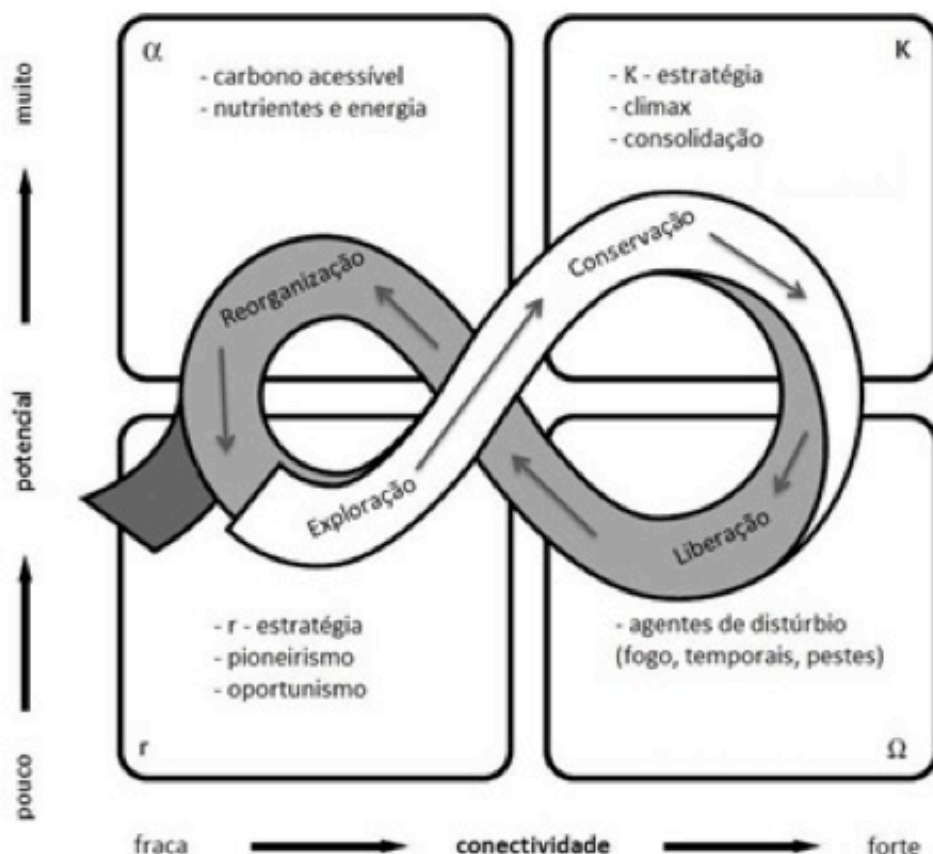 α
- carbono acessível
- nutrientes e energia
K
- K - estratégia
- climax
- consolidação
Reorganização
Conservação
Exploração
Liberação
- r - estratégia
- pioneirismo
- oportunismo
r
- agentes de distúrbio
(fogo, temporais, pestes)
Ω
muito
potencial
pouco
fraca
conectividade
forte